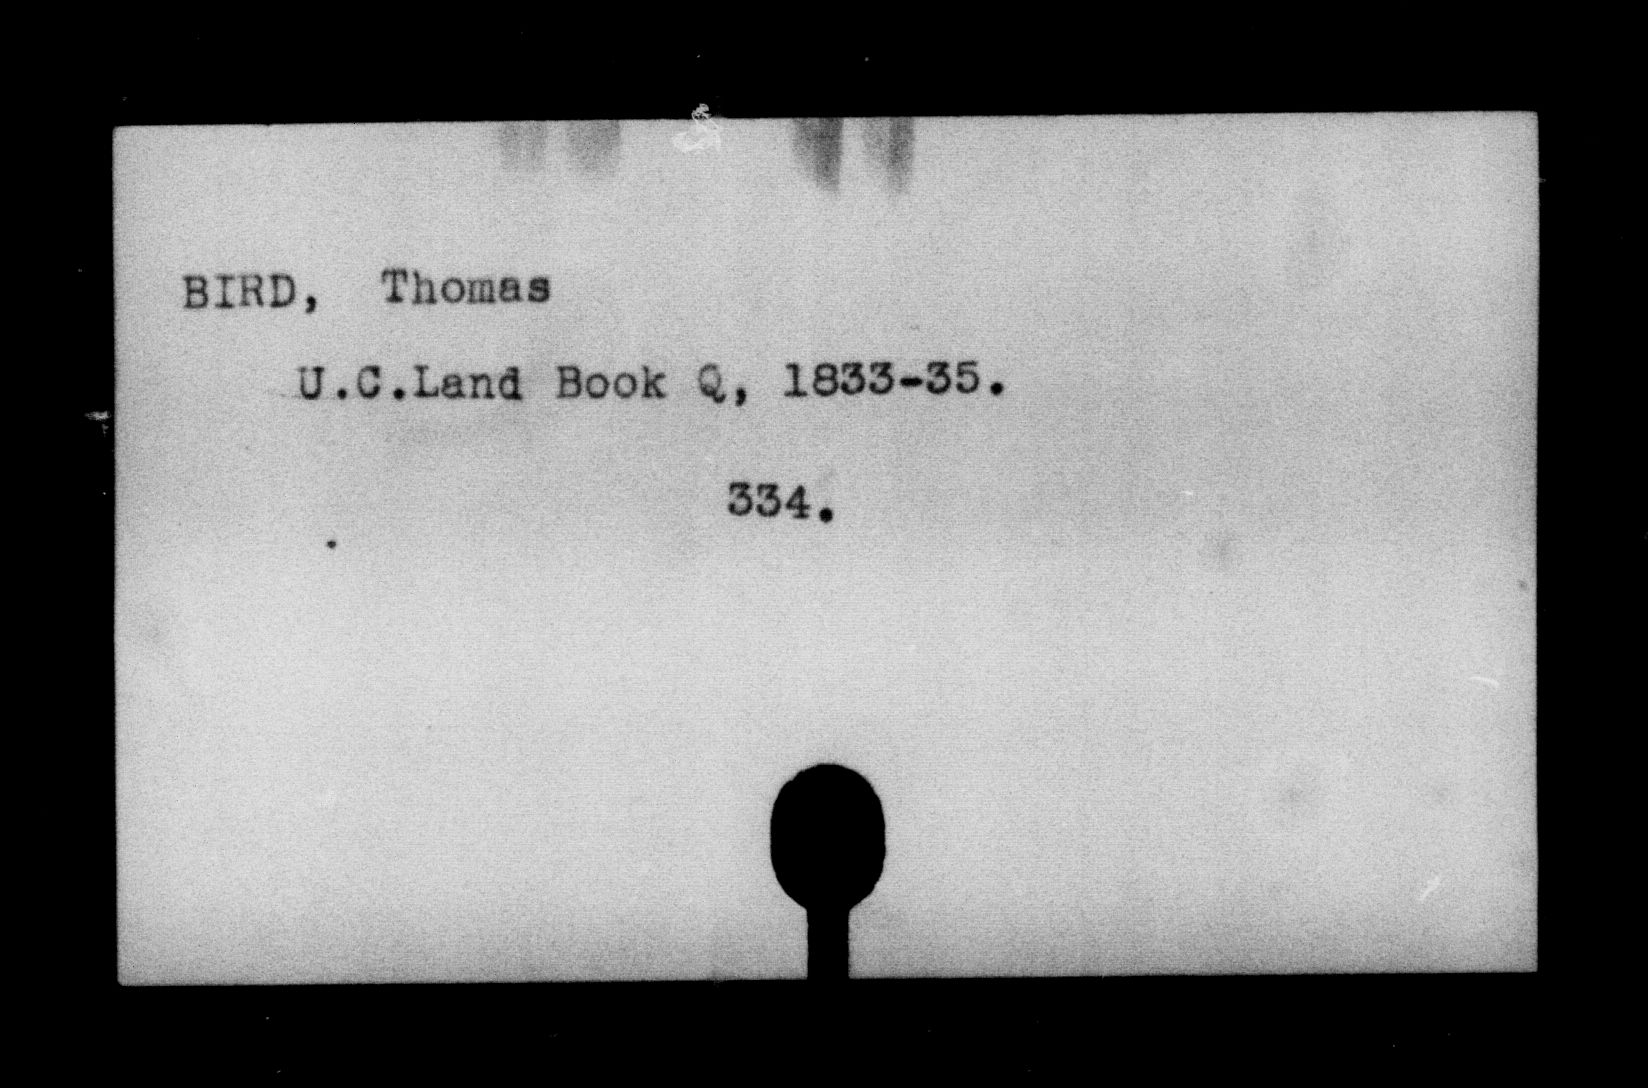 BIRD, Thomas
U.C.Land Book Q, 1833-35.
334.